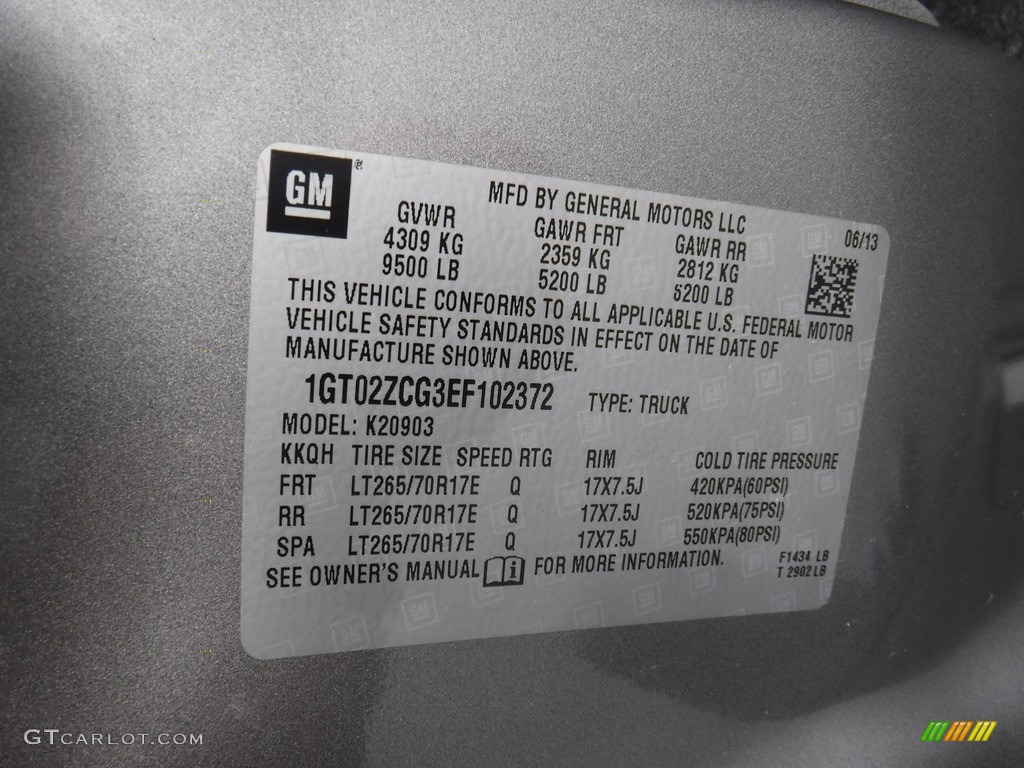 GM®
MFD BY GENERAL MOTORS LLC
GVWR GAWR FRT GAWR RR 06/13
4309 KG 2359 KG 2812 KG
9500 LB 5200 LB 5200 LB
THIS VEHICLE CONFORMS TO ALL APPLICABLE U.S. FEDERAL MOTOR
VEHICLE SAFETY STANDARDS IN EFFECT ON THE DATE OF
MANUFACTURE SHOWN ABOVE.
1GT02ZCG3EF102372 TYPE: TRUCK
MODEL: K20903
KKQH TIRE SIZE SPEED RTG RIM COLD TIRE PRESSURE
FRT LT265/70R17E Q 17X7.5J 420KPA(60PSI)
RR LT265/70R17E Q 17X7.5J 520KPA(75PSI)
SPA LT265/70R17E Q 17X7.5J 550KPA(80PSI)
SEE OWNER'S MANUAL i FOR MORE INFORMATION.
F1434 LB
T 2902 LB
GTCARLOT.COM